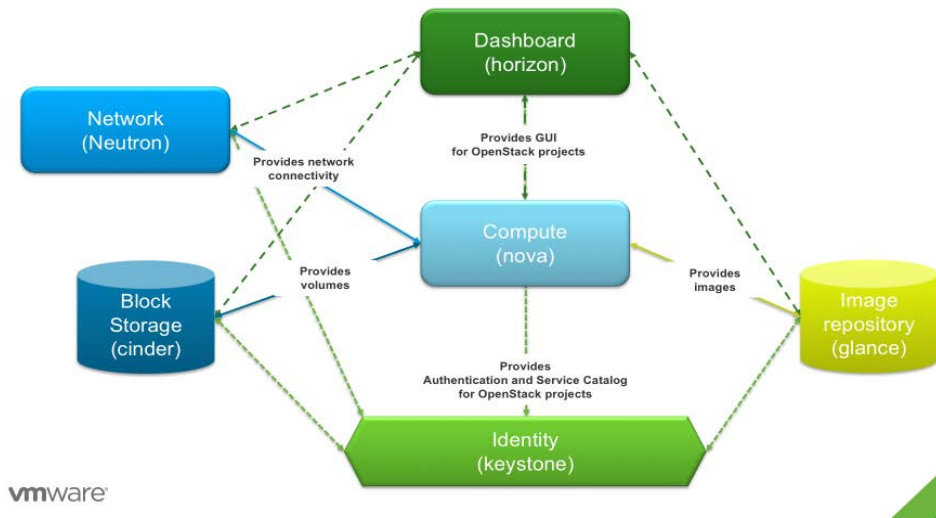 Dashboard
(horizon)
Network
(Neutron)
Provides GUI
for OpenStack projects
Provides network
connectivity
Compute
(nova)
Provides
volumes
Provides
images
Block
Storage
(cinder)
Image
repository
(glance)
Provides
Authentication and Service Catalog
for OpenStack projects
Identity
(keystone)
vmware